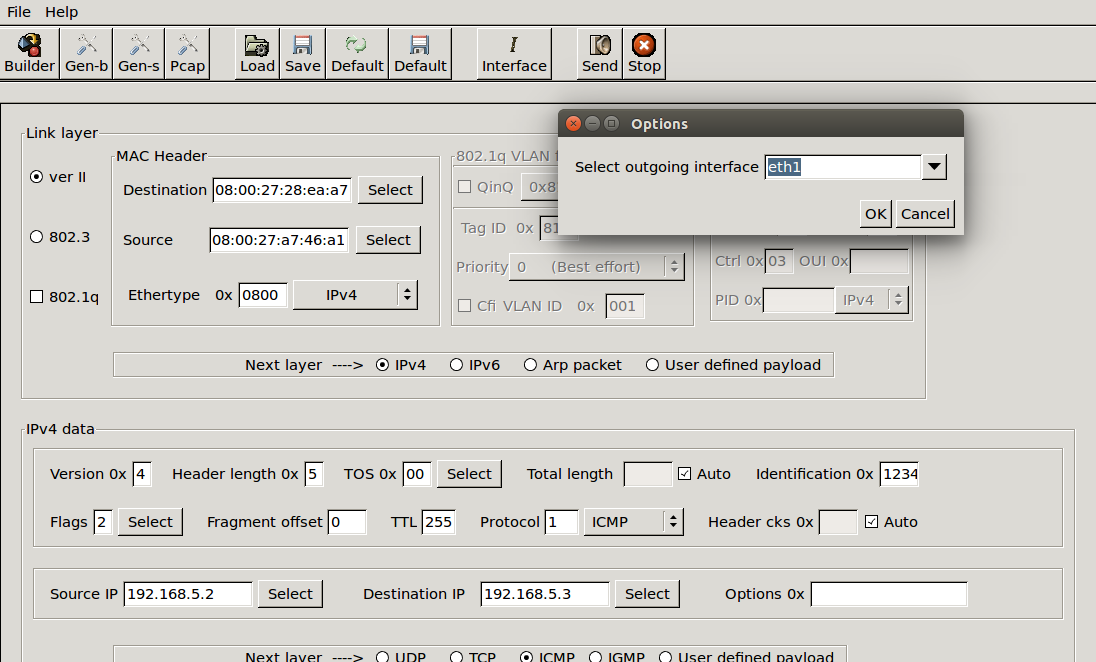 File Help
Builder Gen-b Gen-s Pcap Load Save Default Default Interface Send Stop
Options
Select outgoing interface eth1
OK Cancel
Link layer
ver II
802.3
802.1q
MAC Header
Destination 08:00:27:28:ea:a7 Select
Source 08:00:27:a7:46:a1 Select
Ethertype 0x 0800 IPv4
802.1q VLAN
QinQ 0x8
Tag ID 0x 81
Priority 0 (Best effort)
Cfi VLAN ID 0x 001
Ctrl 0x 03 OUI 0x
PID 0x IPv4
Next layer ----> IPv4 IPv6 Arp packet User defined payload
IPv4 data
Version 0x 4 Header length 0x 5 TOS 0x 00 Select Total length Auto Identification 0x 1234
Flags 2 Select Fragment offset 0 TTL 255 Protocol 1 ICMP Header cks 0x Auto
Source IP 192.168.5.2 Select Destination IP 192.168.5.3 Select Options 0x
Next layer ----> UDP TCP ICMP IGMP User defined payload